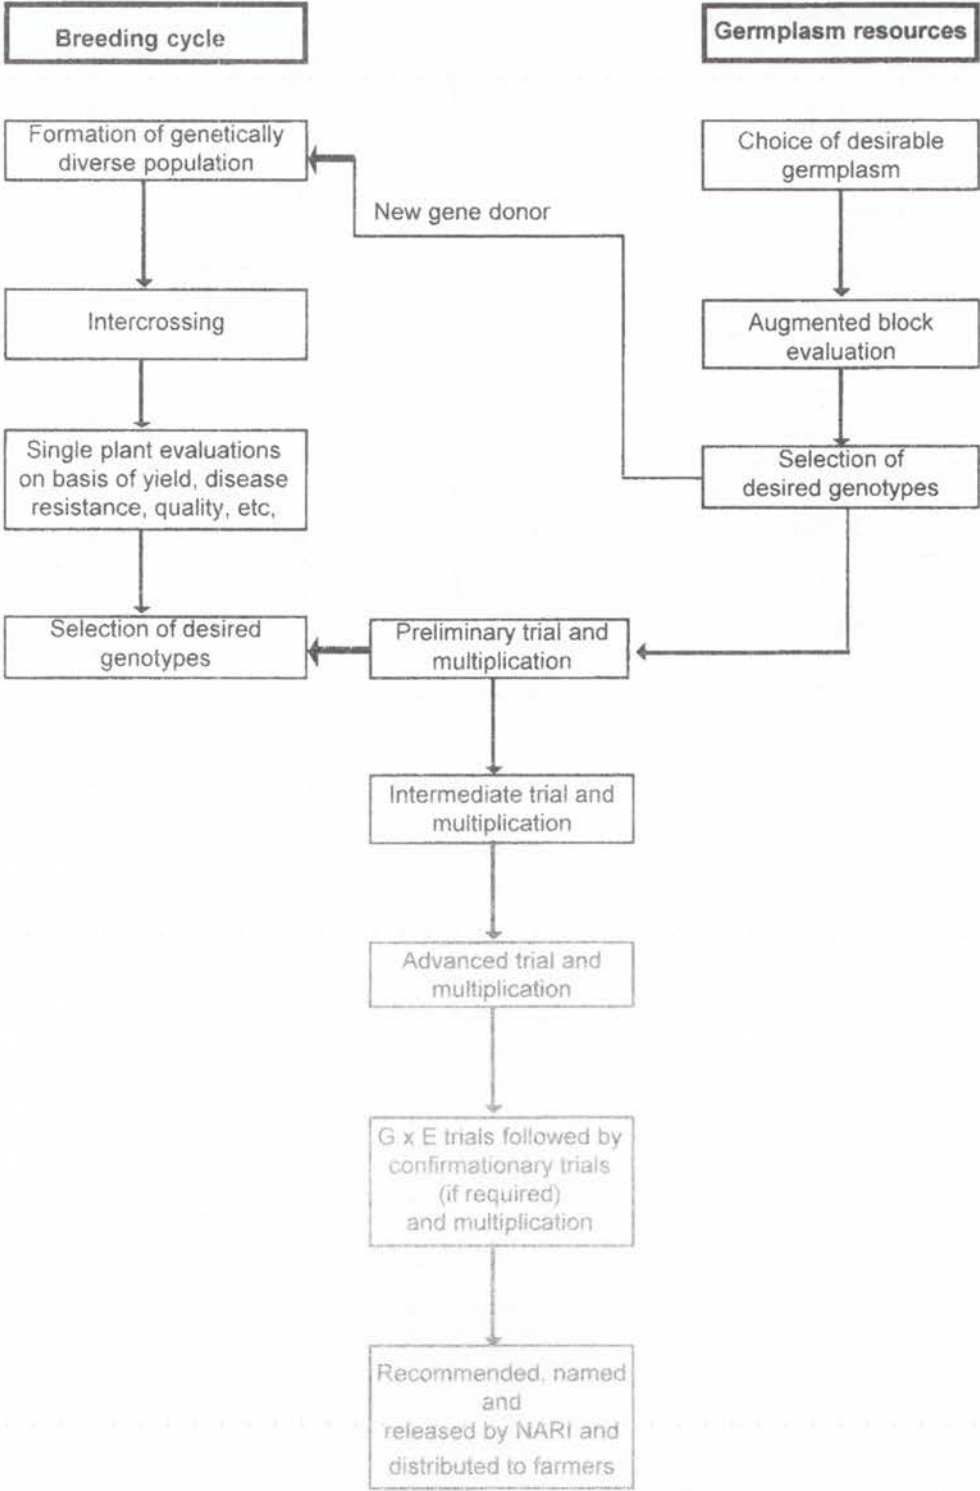 Breeding cycle
Germplasm resources
Formation of genetically
diverse population
Choice of desirable
germplasm
New gene donor
Intercrossing
Augmented block
evaluation
Single plant evaluations
on basis of yield, disease
resistance, quality, etc,
Selection of
desired genotypes
Selection of desired
genotypes
Preliminary trial and
multiplication
Intermediate trial and
multiplication
Advanced trial and
multiplication
G x E trials followed by
confirmationary trials
(if required)
and multiplication
Recommended, named
and
released by NARI and
distributed to farmers